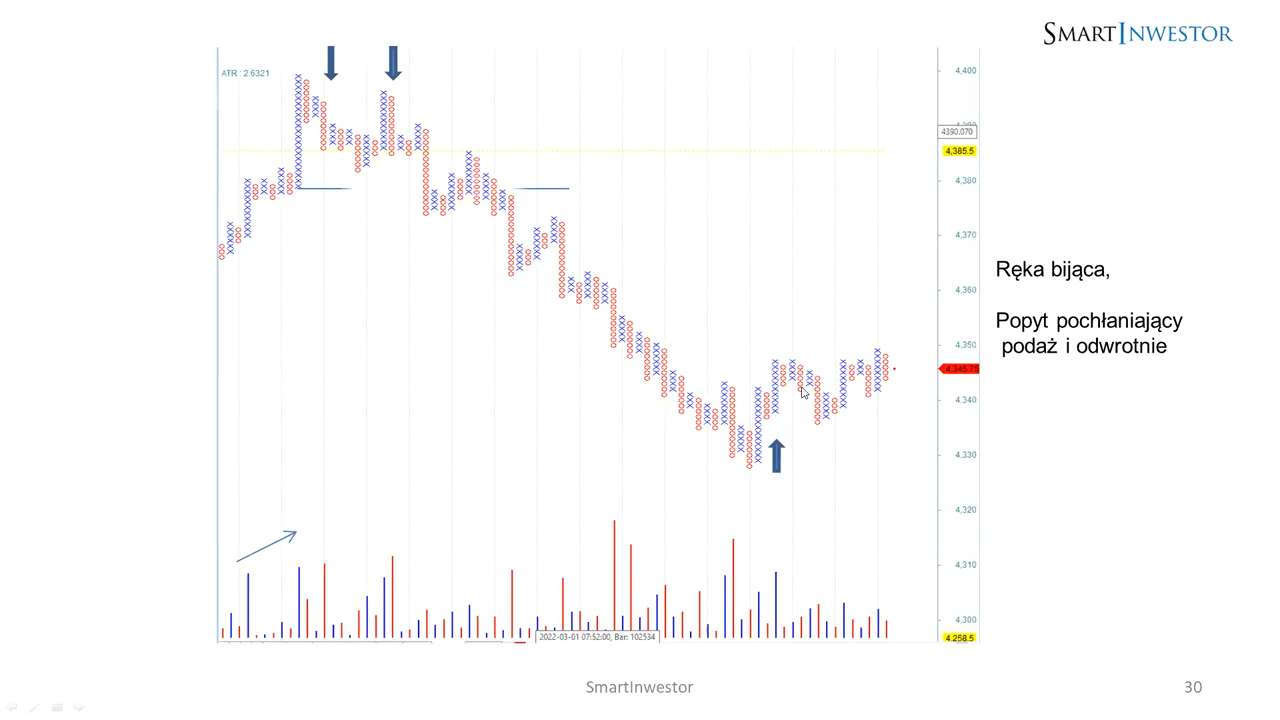 SMARTINWESTOR
ATR : 2.6321
4,400
4390.070
4,385.5
4,380
4,370
4,360
4,350
4,345.75
4,340
4,330
4,320
4,310
4,300
4,258.5
2022-03-01 07:52:00, Bar: 102534
Ręka bijąca,
Popyt pochłaniający
podaż i odwrotnie
SmartInwestor
30